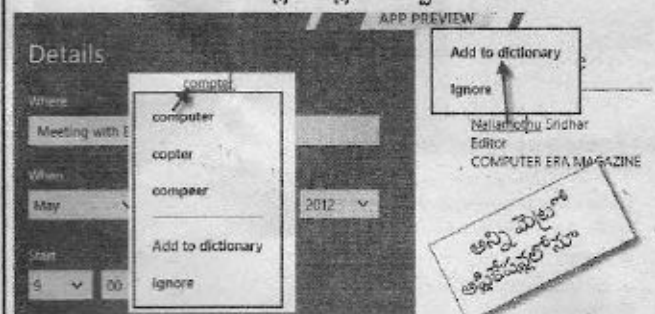 APP PREVIEW
Details
Where
Meeting with
When
May
2012
Start
9
00
compter
computer
copter
compeer
Add to dictionary
Ignore
Add to dictionary
Ignore
Nallamothu Sridhar
Editor
COMPUTER ERA MAGAZINE
అన్ని మెట్రో
అప్లికేషన్లలోనూ